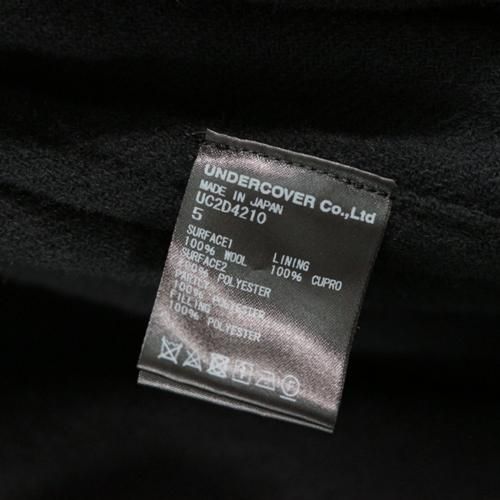 UNDERCOVER Co.,Ltd
MADE IN JAPAN
UC2D4210
5
SURFACE1
100% WOOL
SURFACE2
100% POLYESTER
PARTLY POLYESTER
FILLING
100% POLYESTER
LINING
100% CUPRO